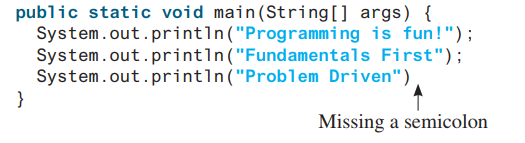 public static void main(String[] args) {
  System.out.println("Programming is fun!");
  System.out.println("Fundamentals First");
  System.out.println("Problem Driven")
}
Missing a semicolon